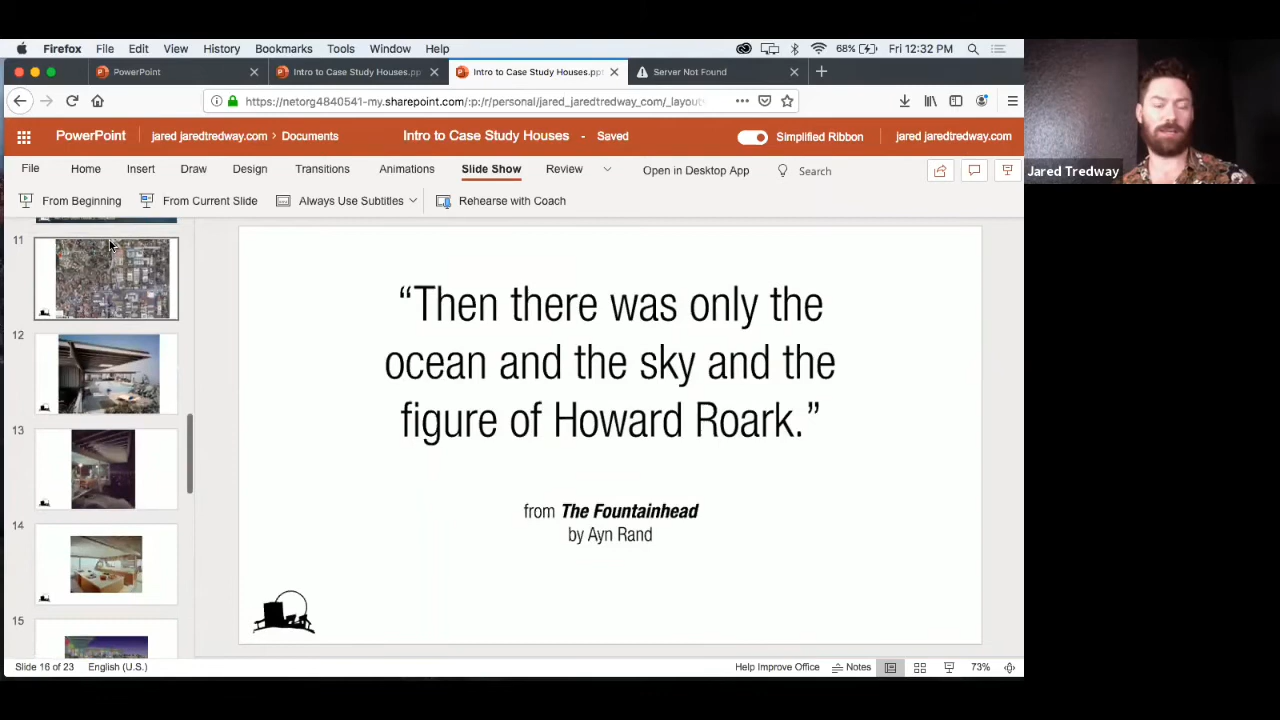 Firefox File Edit View History Bookmarks Tools Window Help 68% Fri 12:32 PM
PowerPoint Intro to Case Study Houses.pp Intro to Case Study Houses.ppt Server Not Found
https://netorg4840541-my.sharepoint.com/:p:/r/personal/jared_jaredtredway_com/_layout
PowerPoint jared jaredtredway.com > Documents Intro to Case Study Houses - Saved Simplified Ribbon jared jaredtredway.com
File Home Insert Draw Design Transitions Animations Slide Show Review Open in Desktop App Search
Jared Tredway
From Beginning From Current Slide Always Use Subtitles Rehearse with Coach
11
12
13
14
15
“Then there was only the
ocean and the sky and the
figure of Howard Roark.”
from The Fountainhead
by Ayn Rand
Slide 16 of 23 English (U.S.) Help Improve Office Notes 73%